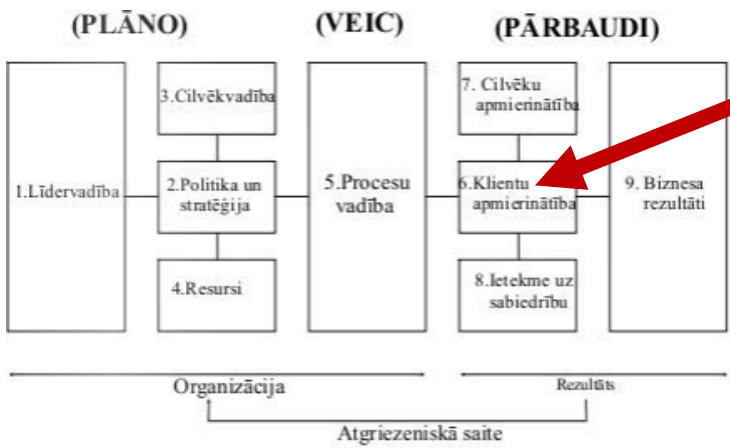 (PLĀNO)
(VEIC)
(PĀRBAUDI)
1.Līdervadība
3.Cilvēkvadība
2.Politika un
stratēģija
4.Resursi
5.Procesu
vadība
7. Cilvēku
apmierinātība
6.Klientu
apmierinātība
8.Ietekme uz
sabiedrību
9. Biznesa
rezultāti
Organizācija
Rezultāts
Atgriezeniskā saite